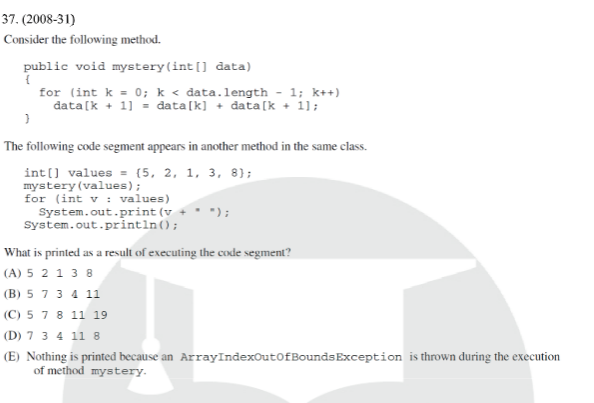 37. (2008-31)
Consider the following method.
public void mystery(int[] data)
{
for (int k = 0; k < data.length - 1; k++)
data[k + 1] = data[k] + data[k + 1];
}
The following code segment appears in another method in the same class.
int[] values = {5, 2, 1, 3, 8};
mystery(values);
for (int v : values)
System.out.print(v + " ");
System.out.println();
What is printed as a result of executing the code segment?
(A) 5 2 1 3 8
(B) 5 7 3 4 11
(C) 5 7 8 11 19
(D) 7 3 4 11 8
(E) Nothing is printed because an ArrayIndexOutOfBoundsException is thrown during the execution
of method mystery.